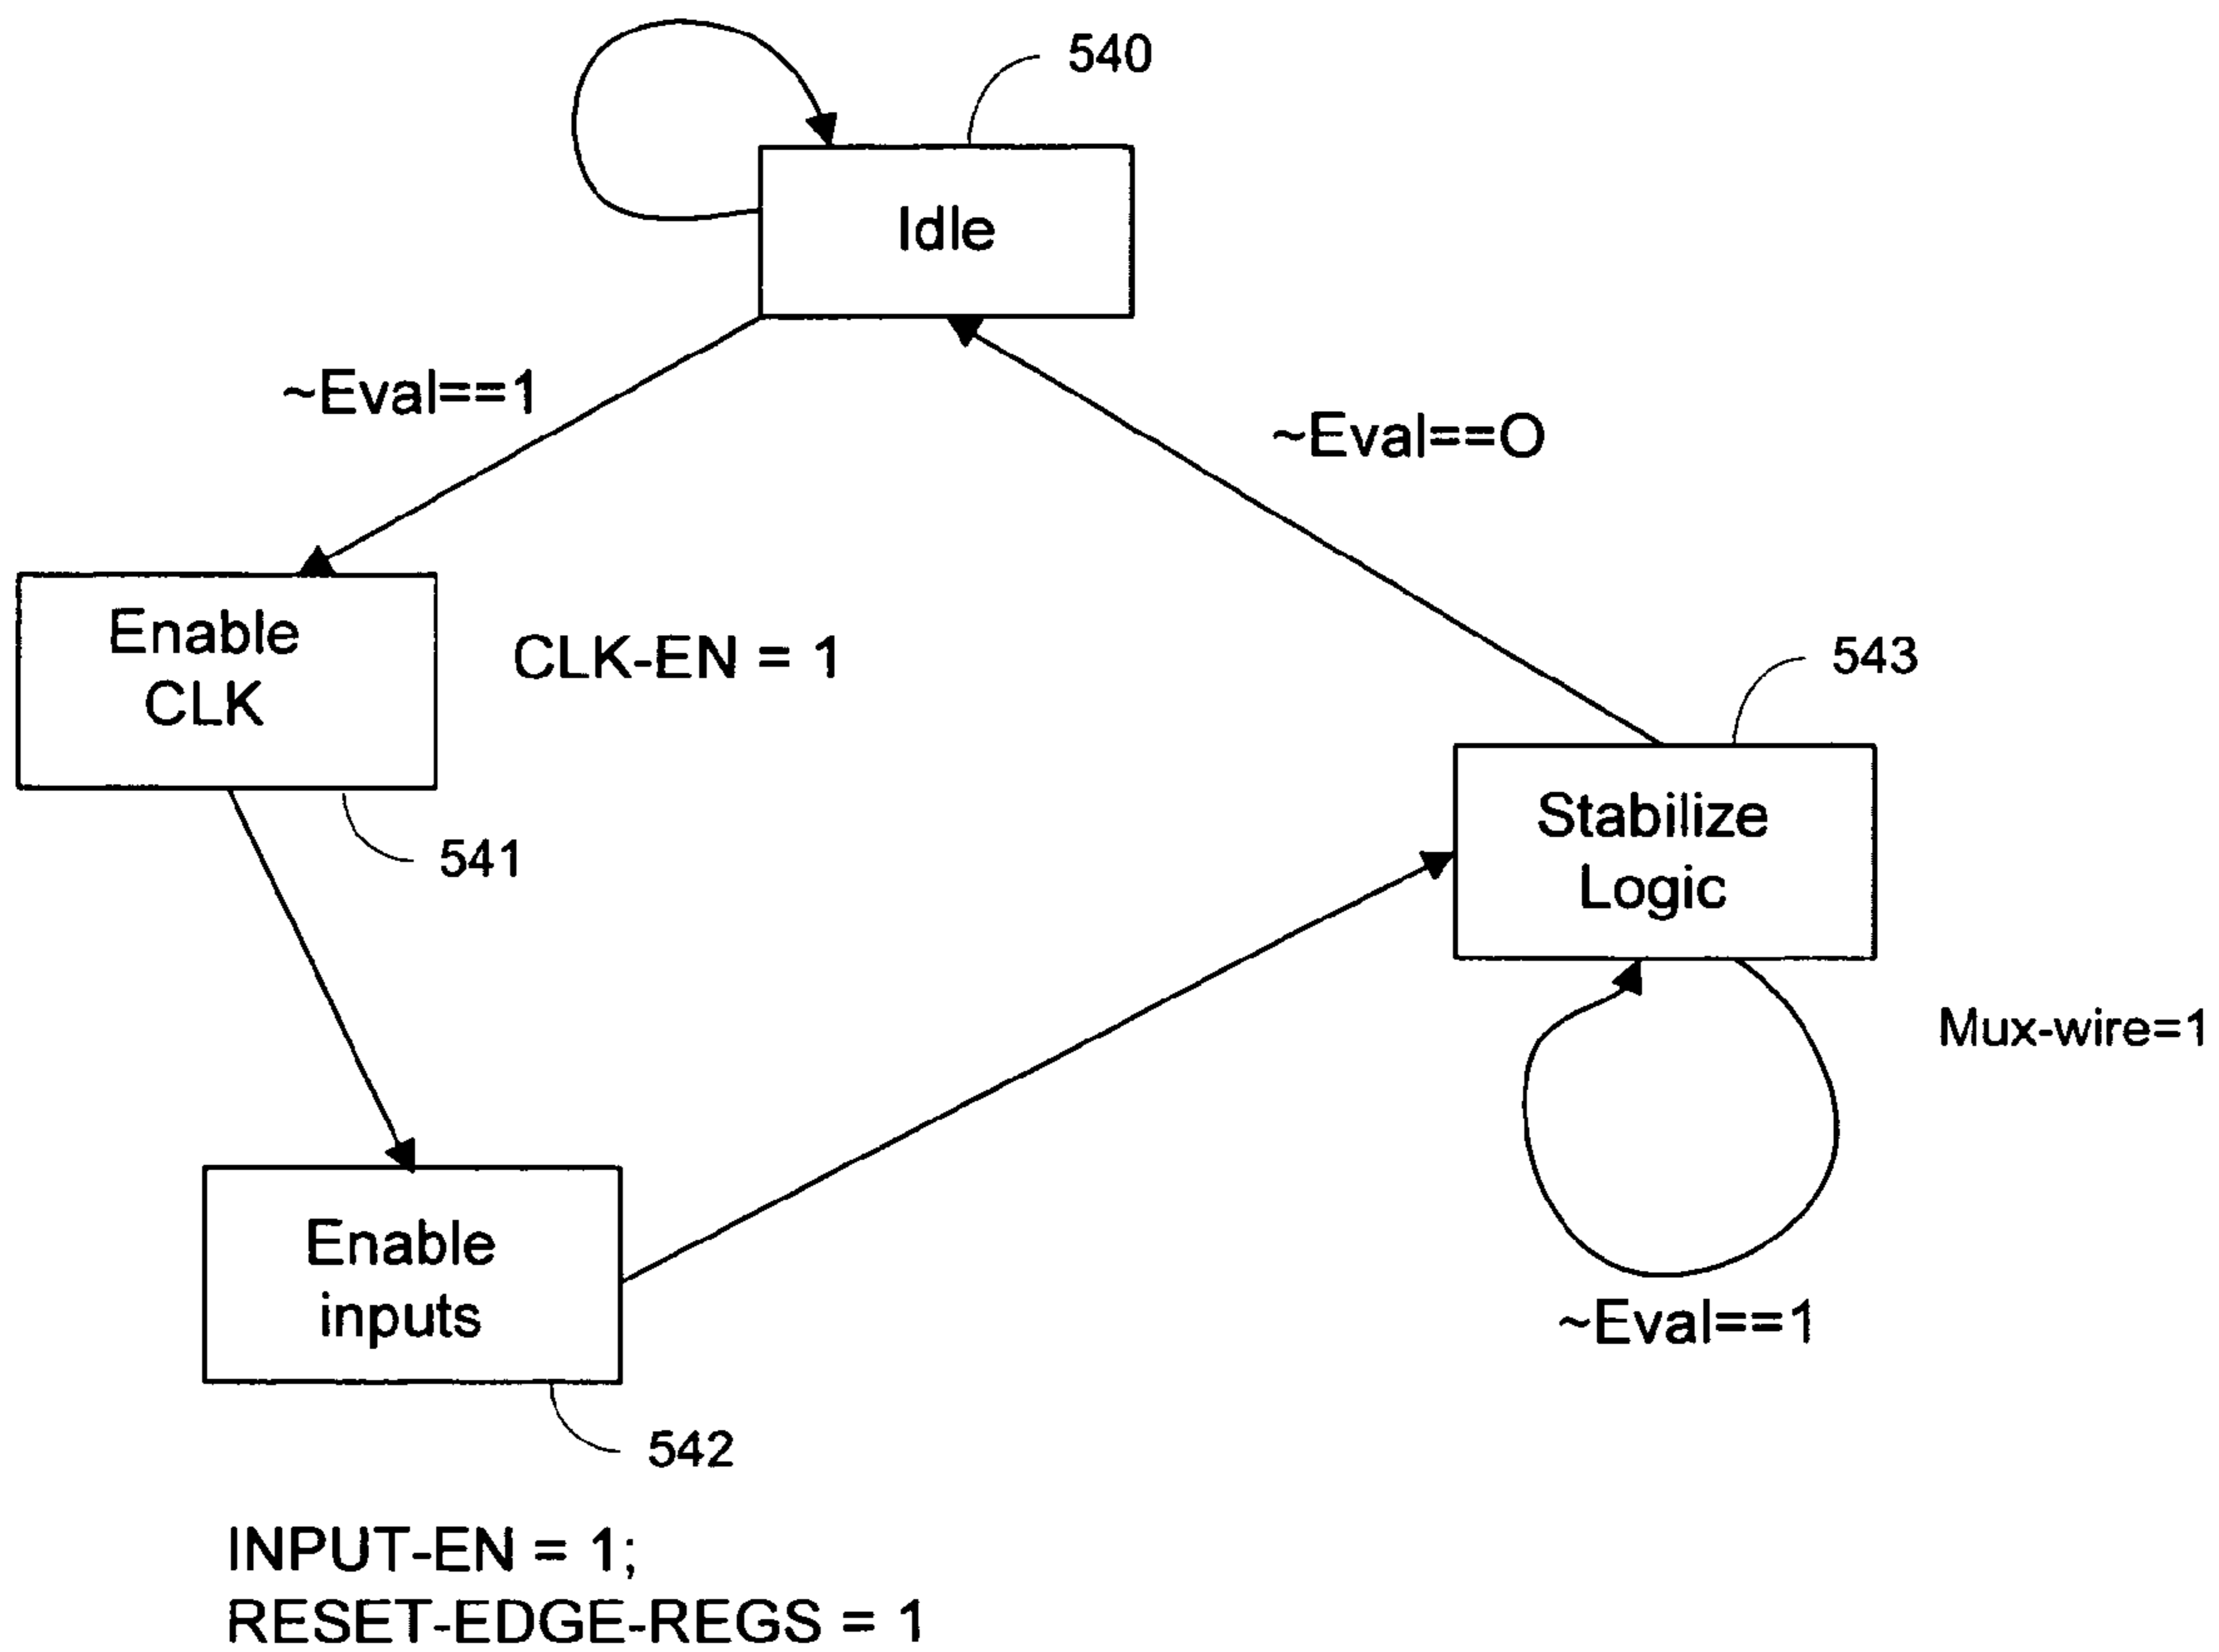 540
Idle
~Eval==1
~Eval==O
Enable
CLK
CLK-EN = 1
543
541
Stabilize
Logic
Mux-wire=1
Enable
inputs
~Eval==1
542
INPUT-EN = 1;
RESET-EDGE-REGS = 1